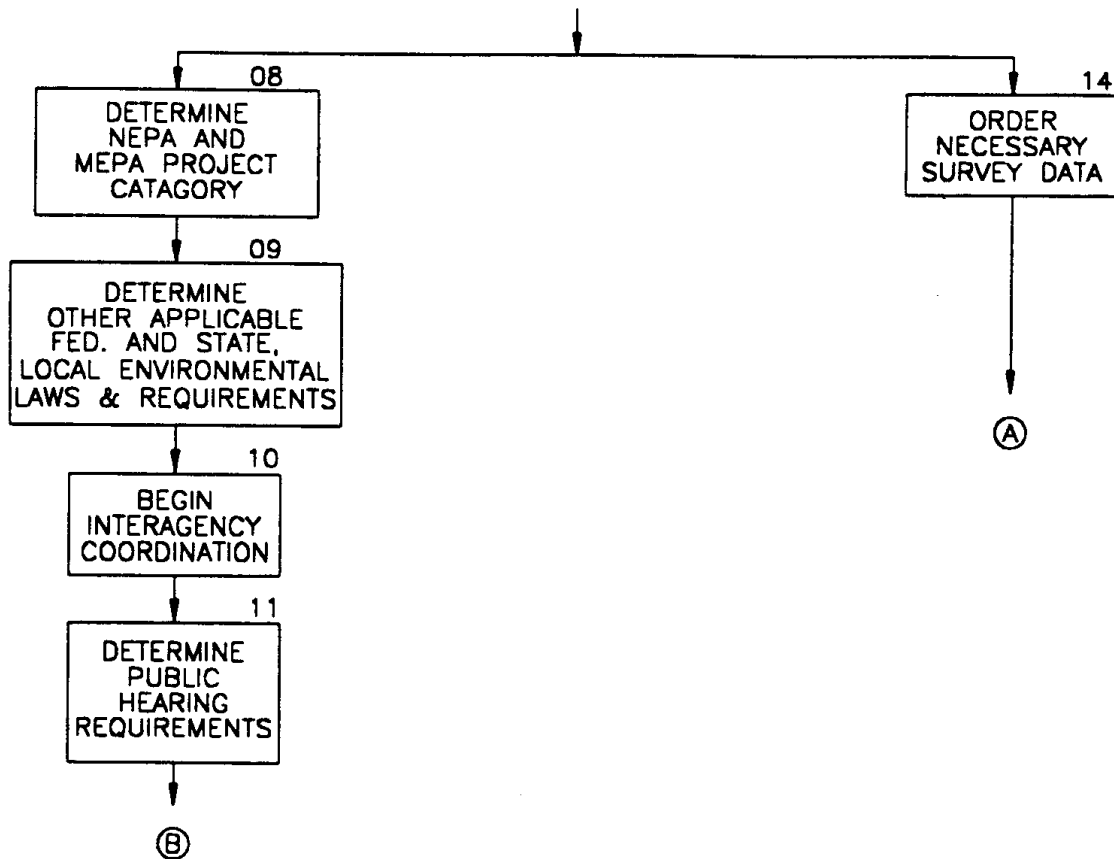 08
DETERMINE
NEPA AND
MEPA PROJECT
CATAGORY
09
DETERMINE
OTHER APPLICABLE
FED. AND STATE,
LOCAL ENVIRONMENTAL
LAWS & REQUIREMENTS
10
BEGIN
INTERAGENCY
COORDINATION
11
DETERMINE
PUBLIC
HEARING
REQUIREMENTS
B
14
ORDER
NECESSARY
SURVEY DATA
A